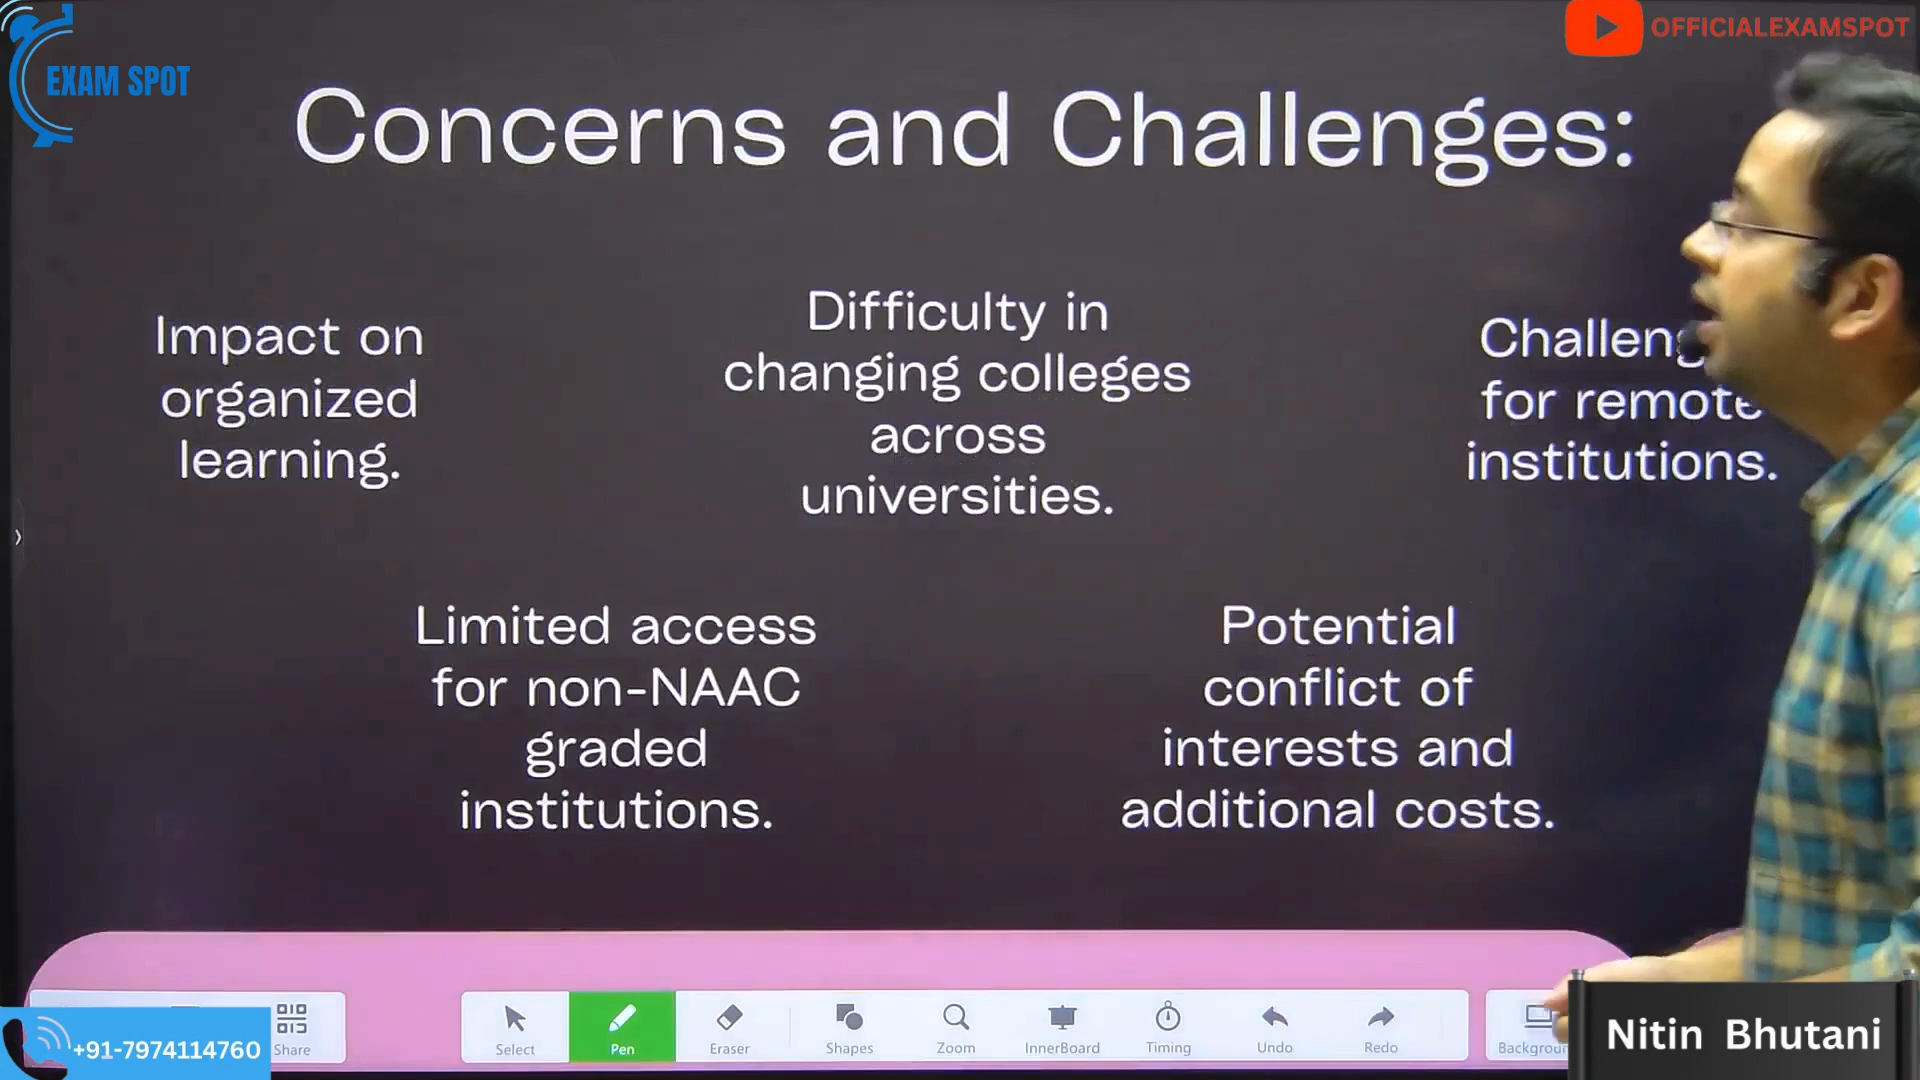 EXAM SPOT
OFFICIALEXAMSPOT
Concerns and Challenges:
Impact on
organized
learning.
Difficulty in
changing colleges
across
universities.
for remote
institutions.
Limited access
for non-NAAC
graded
institutions.
Potential
conflict of
interests and
additional costs.
+91-7974114760
Share
Select
Pen
Eraser
Shapes
Zoom
InnerBoard
Timing
Undo
Redo
Nitin Bhutani